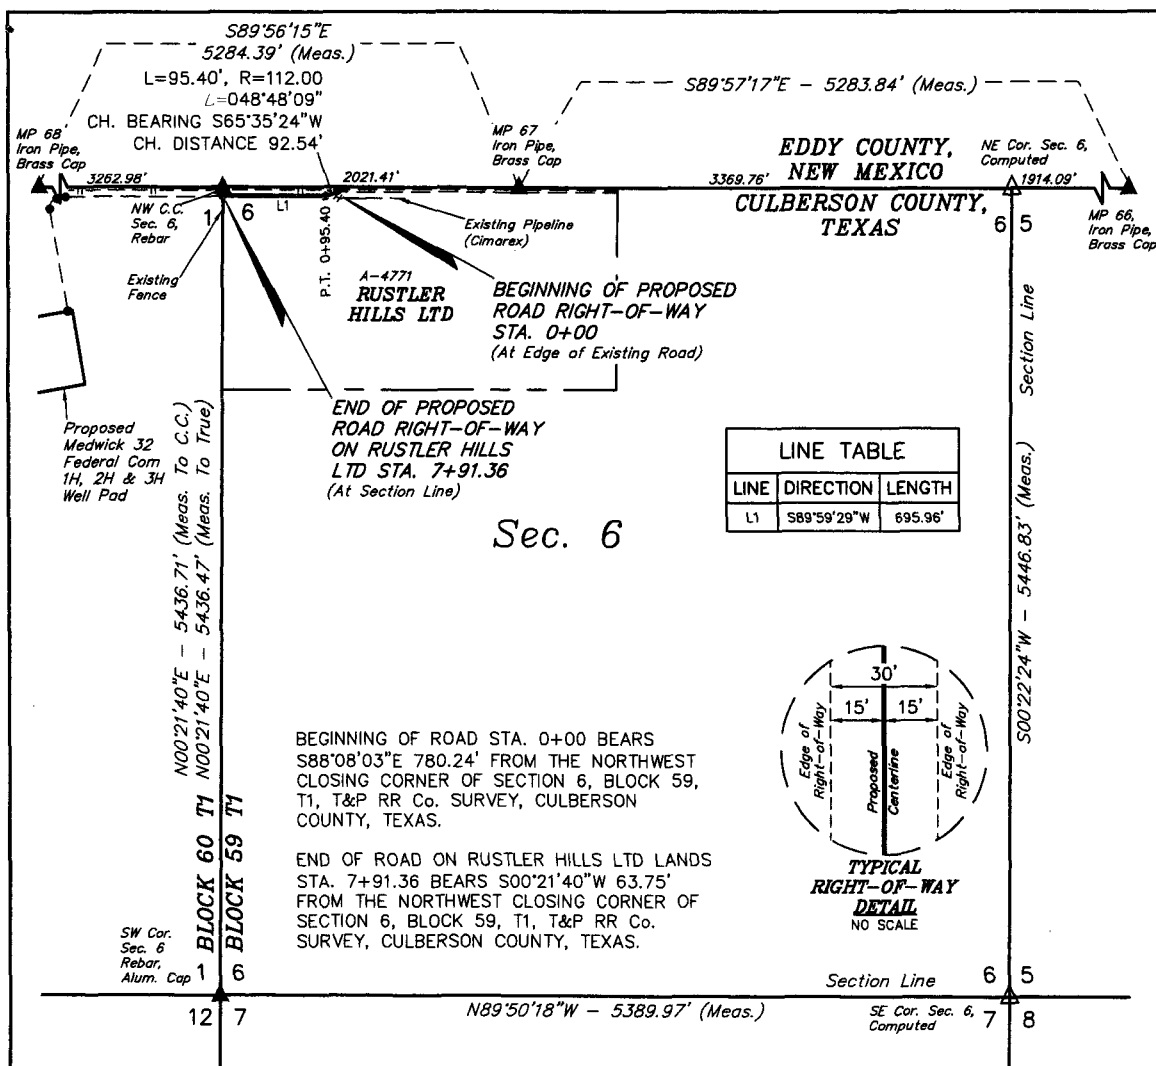 S89°56'15"E
5284.39' (Meas.)
L=95.40', R=112.00
∠=048°48'09"
CH. BEARING S65°35'24"W
CH. DISTANCE 92.54'
S89°57'17"E – 5283.84' (Meas.)
MP 68
Iron Pipe,
Brass Cap
MP 67
Iron Pipe,
Brass Cap
EDDY COUNTY,
NEW MEXICO
NE Cor. Sec. 6,
Computed
3262.98'
2021.41'
3369.76'
1914.09'
CULBERSON COUNTY,
TEXAS
MP 66,
Iron Pipe,
Brass Cap
NW C.C.
Sec. 6,
Rebar
1 6
L1
6 5
P.T. 0+95.40
Existing Pipeline
(Cimarex)
Existing
Fence
A-4771
RUSTLER
HILLS LTD
BEGINNING OF PROPOSED
ROAD RIGHT-OF-WAY
STA. 0+00
(At Edge of Existing Road)
Section Line
END OF PROPOSED
ROAD RIGHT-OF-WAY
ON RUSTLER HILLS
LTD STA. 7+91.36
(At Section Line)
Proposed
Medwick 32
Federal Com
1H, 2H & 3H
Well Pad
N00°21'40"E – 5436.71' (Meas. To C.C.)
N00°21'40"E – 5436.47' (Meas. To True)
LINE TABLE
LINE DIRECTION LENGTH
L1 S89°59'29"W 695.96'
Sec. 6
S00°22'24"W – 5446.83' (Meas.)
30'
15' 15'
Edge of
Right-of-Way
Proposed
Centerline
Edge of
Right-of-Way
TYPICAL
RIGHT-OF-WAY
DETAIL
NO SCALE
BEGINNING OF ROAD STA. 0+00 BEARS
S88°08'03"E 780.24' FROM THE NORTHWEST
CLOSING CORNER OF SECTION 6, BLOCK 59,
T1, T&P RR Co. SURVEY, CULBERSON
COUNTY, TEXAS.
END OF ROAD ON RUSTLER HILLS LTD LANDS
STA. 7+91.36 BEARS S00°21'40"W 63.75'
FROM THE NORTHWEST CLOSING CORNER OF
SECTION 6, BLOCK 59, T1, T&P RR Co.
SURVEY, CULBERSON COUNTY, TEXAS.
BLOCK 60 T1
BLOCK 59 T1
SW Cor.
Sec. 6
Rebar,
Alum. Cap
1 6
12 7
Section Line
6 5
N89°50'18"W – 5389.97' (Meas.)
SE Cor. Sec. 6,
Computed
7 8